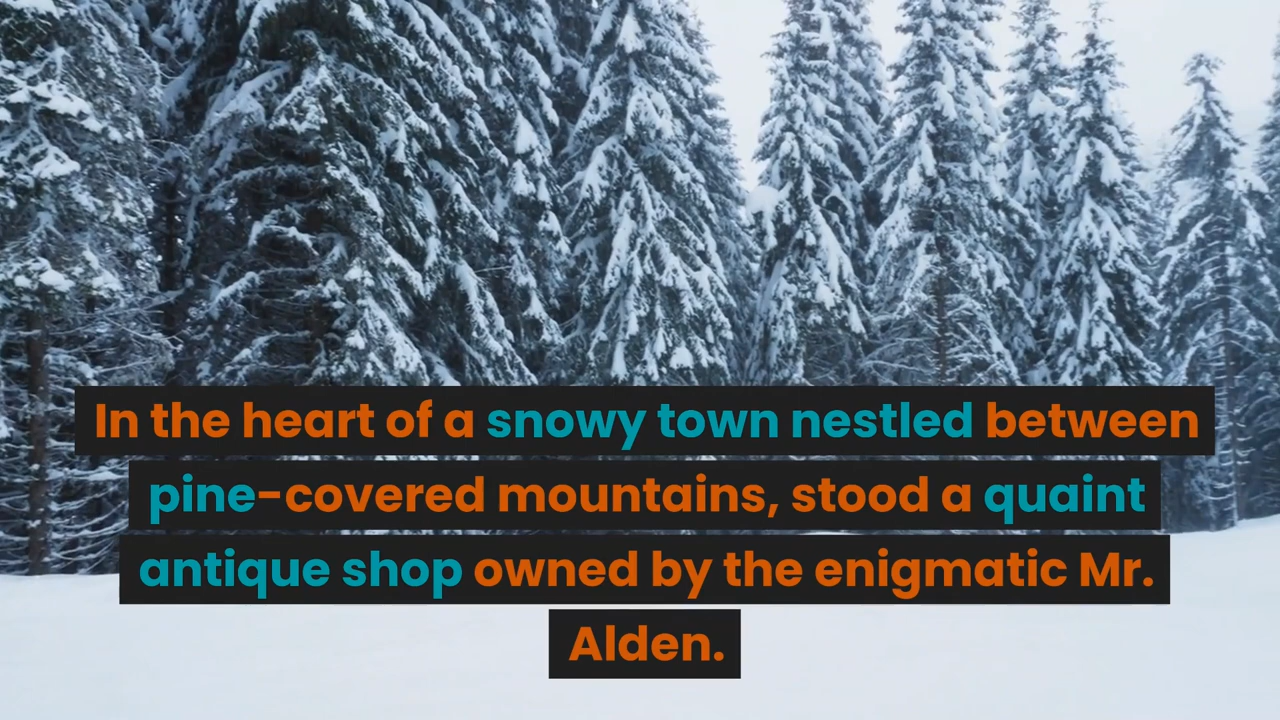 In the heart of a snowy town nestled between
pine-covered mountains, stood a quaint
antique shop owned by the enigmatic Mr.
Alden.